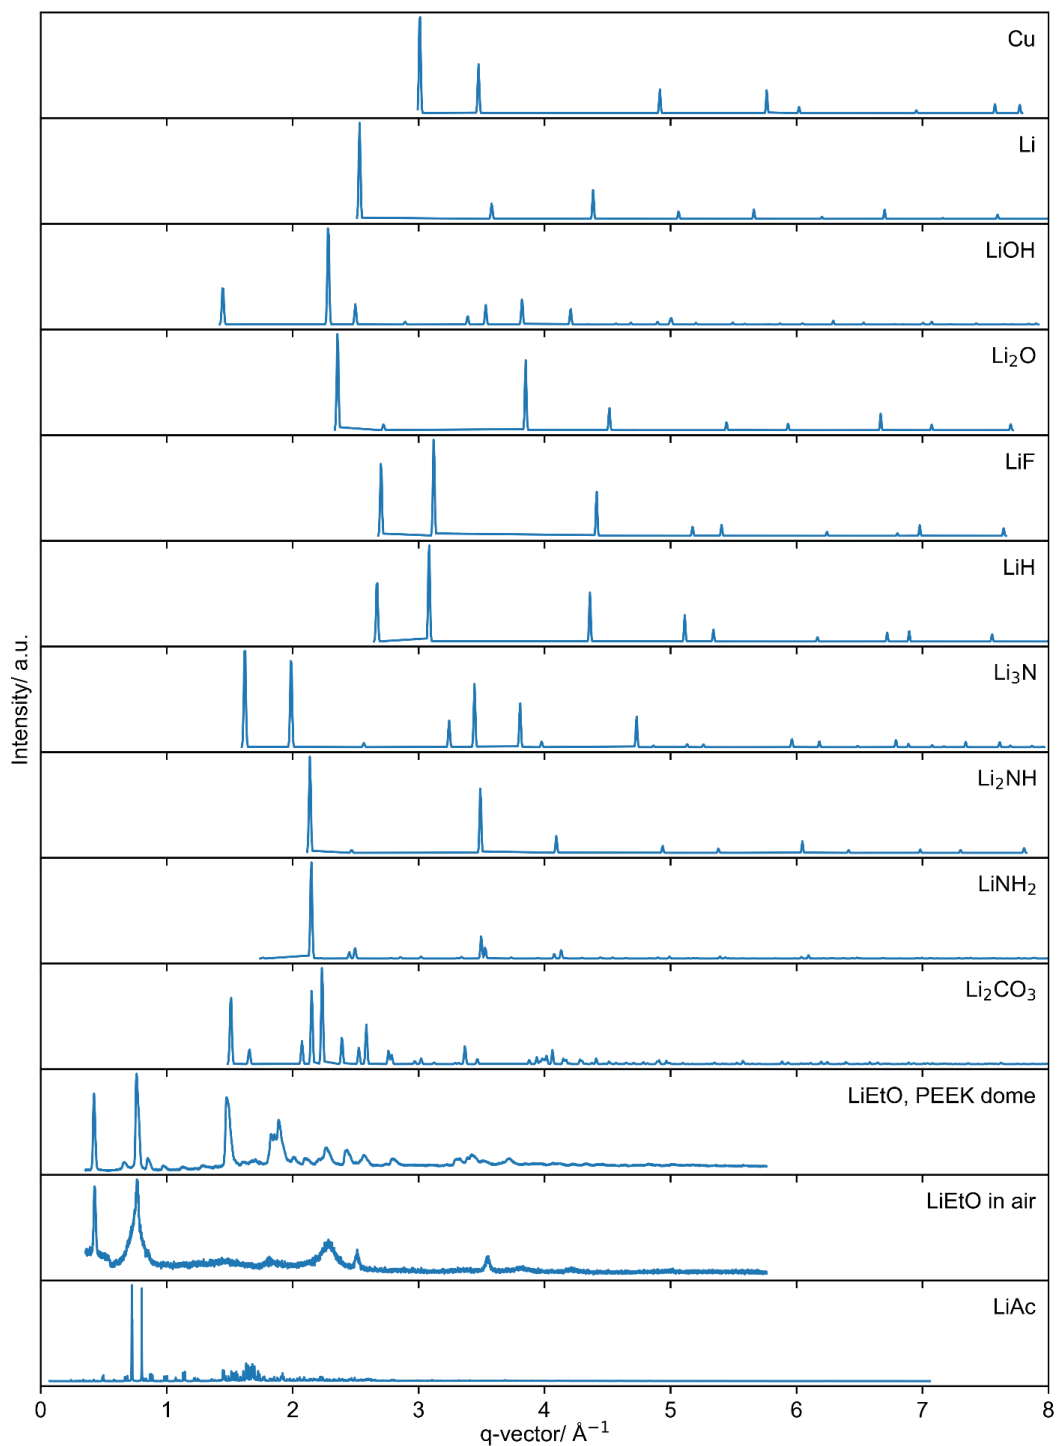 Cu
Li
LiOH
Li₂O
LiF
LiH
Li₃N
Li₂NH
LiNH₂
Li₂CO₃
LiEtO, PEEK dome
LiEtO in air
LiAc
Intensity/ a.u.
0 1 2 3 4 5 6 7 8
q-vector/ Å⁻¹